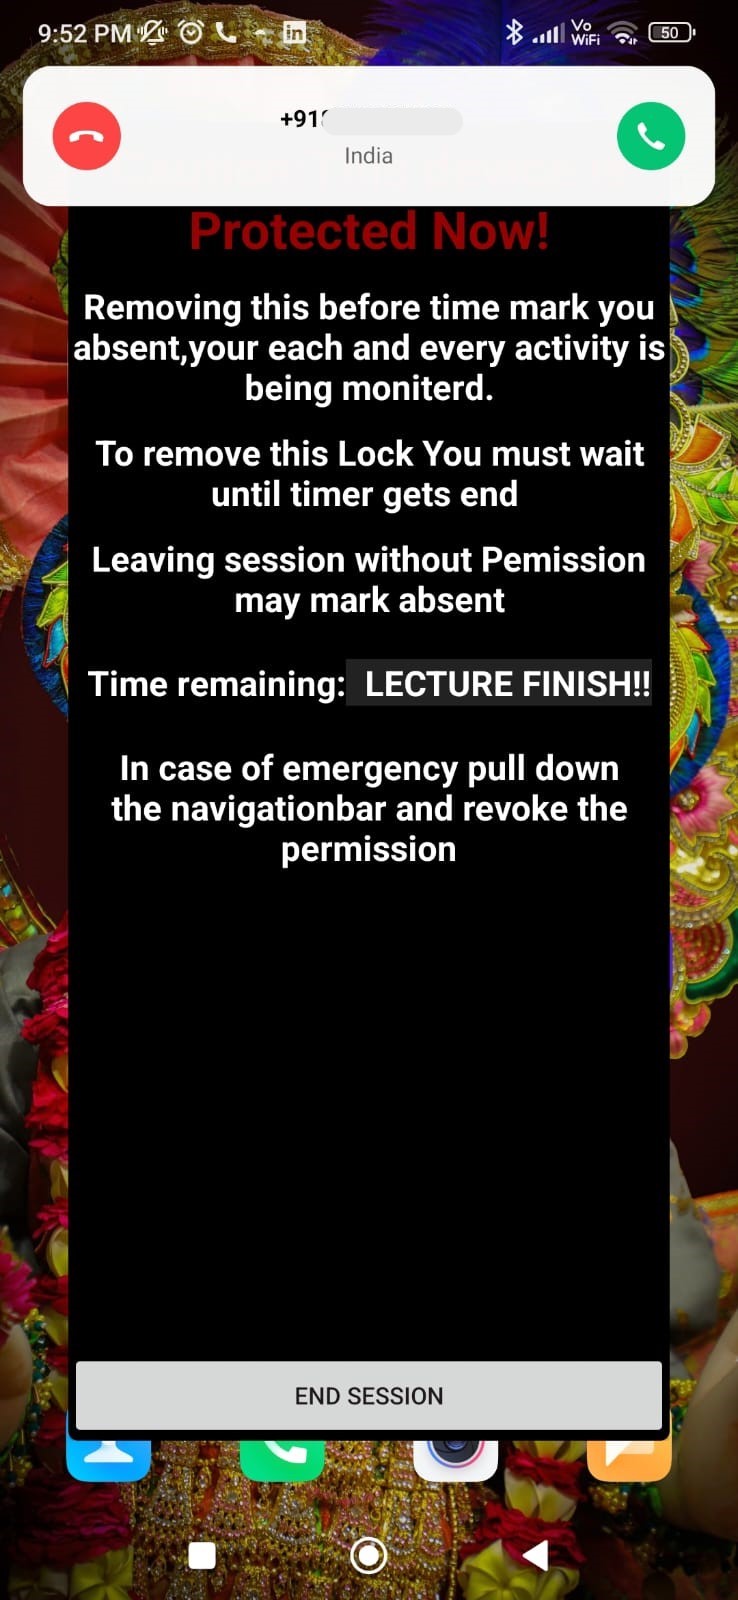 9:52 PM
Vo
WiFi
50
+91
India
Protected Now!
Removing this before time mark you
absent,your each and every activity is
being moniterd.
To remove this Lock You must wait
until timer gets end
Leaving session without Pemission
may mark absent
Time remaining: LECTURE FINISH!!
In case of emergency pull down
the navigationbar and revoke the
permission
END SESSION